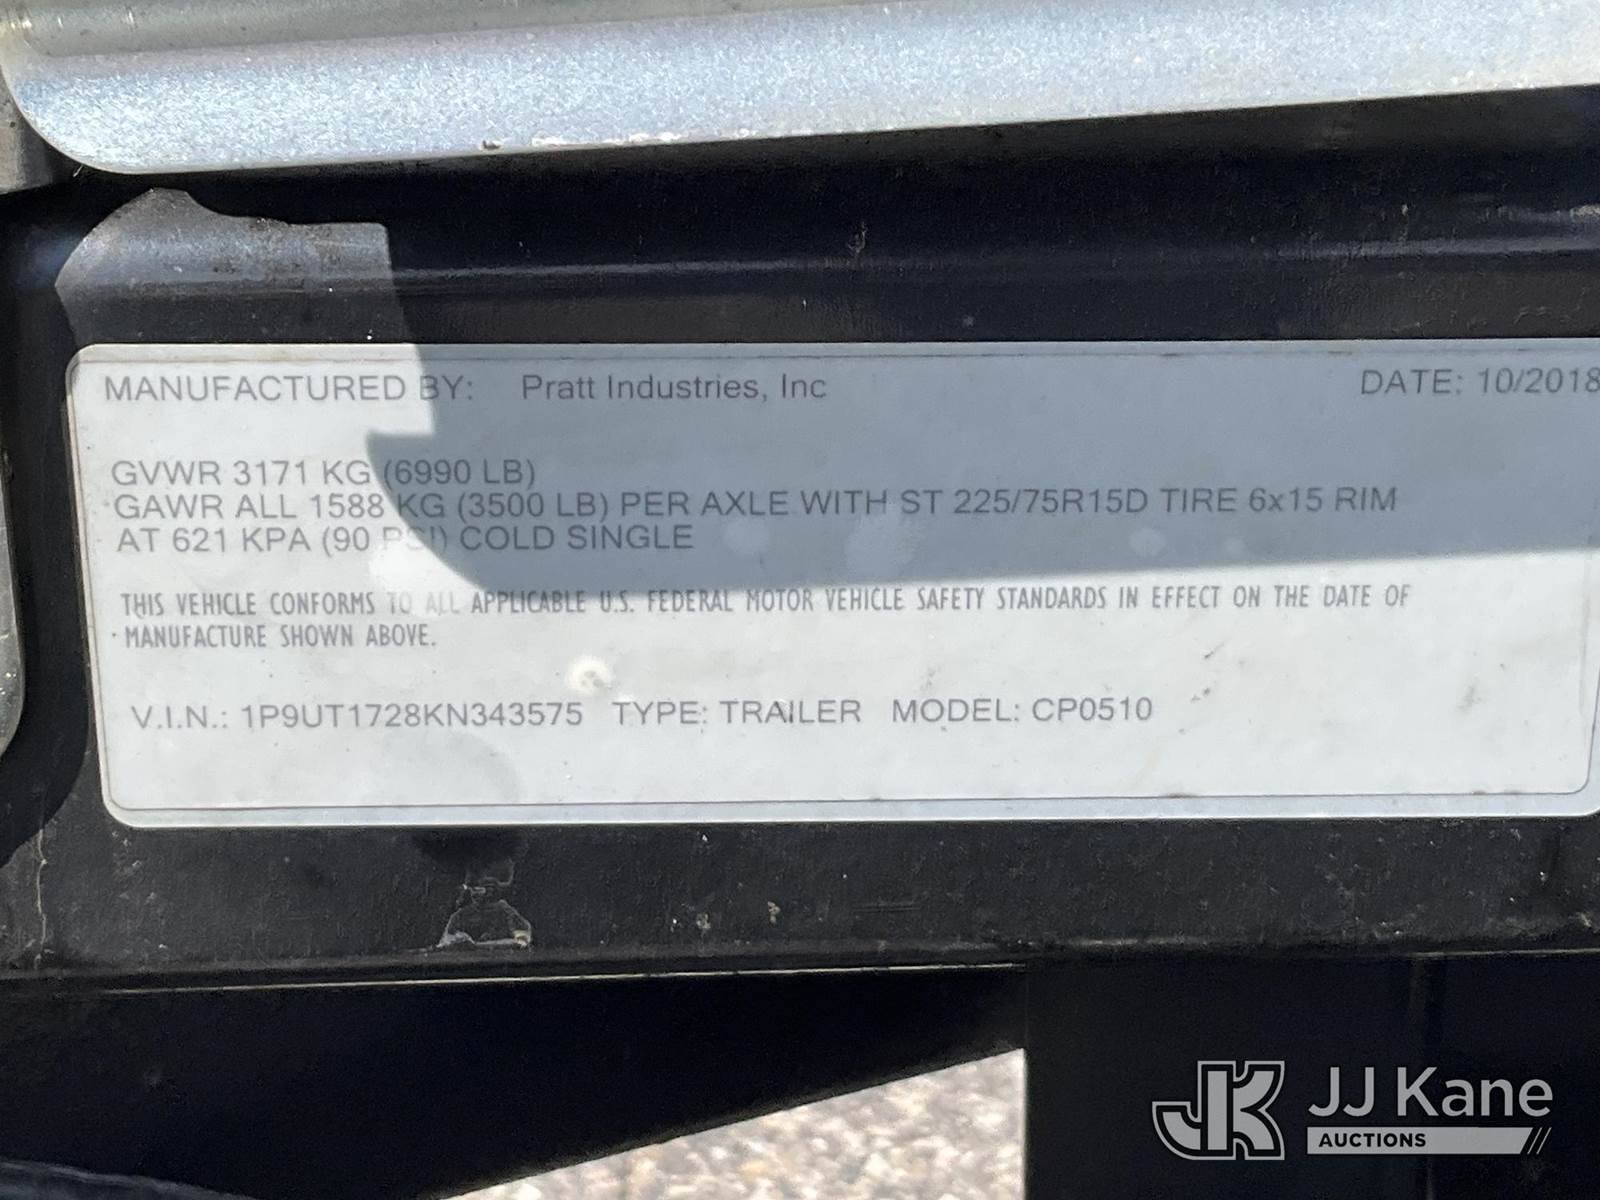 MANUFACTURED BY: Pratt Industries, Inc DATE: 10/2018
GVWR 3171 KG (6990 LB)
GAWR ALL 1588 KG (3500 LB) PER AXLE WITH ST 225/75R15D TIRE 6x15 RIM
AT 621 KPA (90 PSI) COLD SINGLE
THIS VEHICLE CONFORMS TO ALL APPLICABLE U.S. FEDERAL MOTOR VEHICLE SAFETY STANDARDS IN EFFECT ON THE DATE OF
MANUFACTURE SHOWN ABOVE.
V.I.N.: 1P9UT1728KN343575 TYPE: TRAILER MODEL: CP0510
JK JJ Kane
AUCTIONS